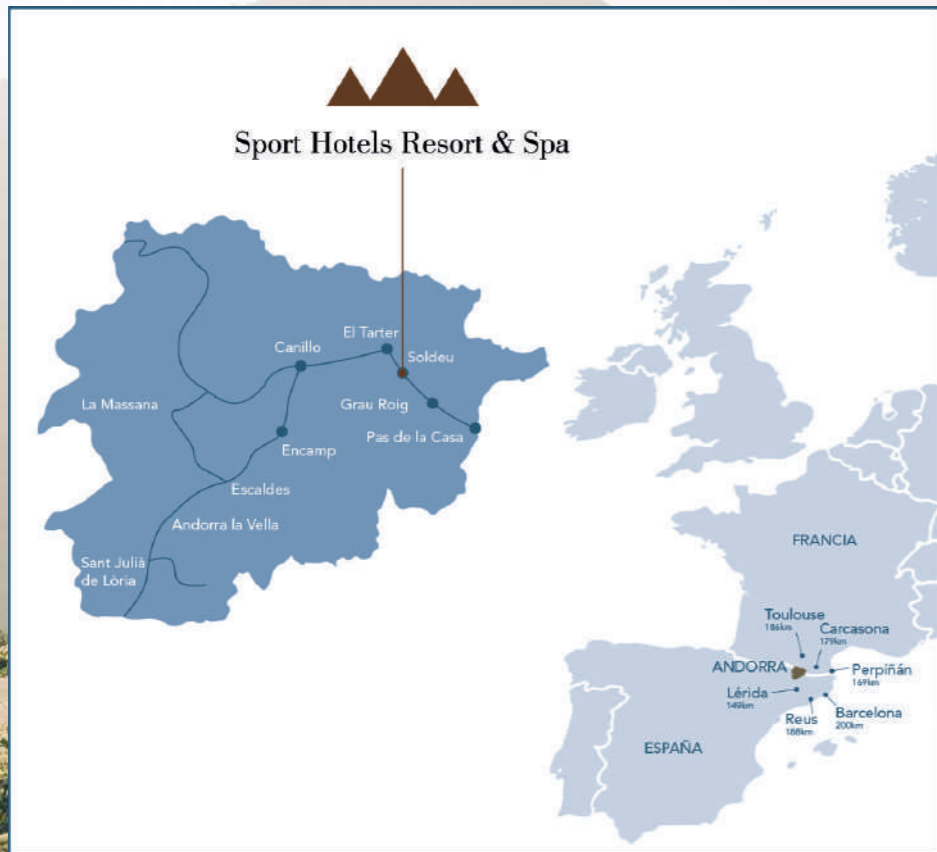 Sport Hotels Resort & Spa
El Tarter
Canillo
Soldeu
La Massana
Grau Roig
Pas de la Casa
Encamp
Escaldes
Andorra la Vella
Sant Julià
de Lòria
FRANCIA
Toulouse
186km
Carcasona
179km
ANDORRA
Perpiñán
169km
Lérida
149km
Reus
188km
Barcelona
200km
ESPAÑA